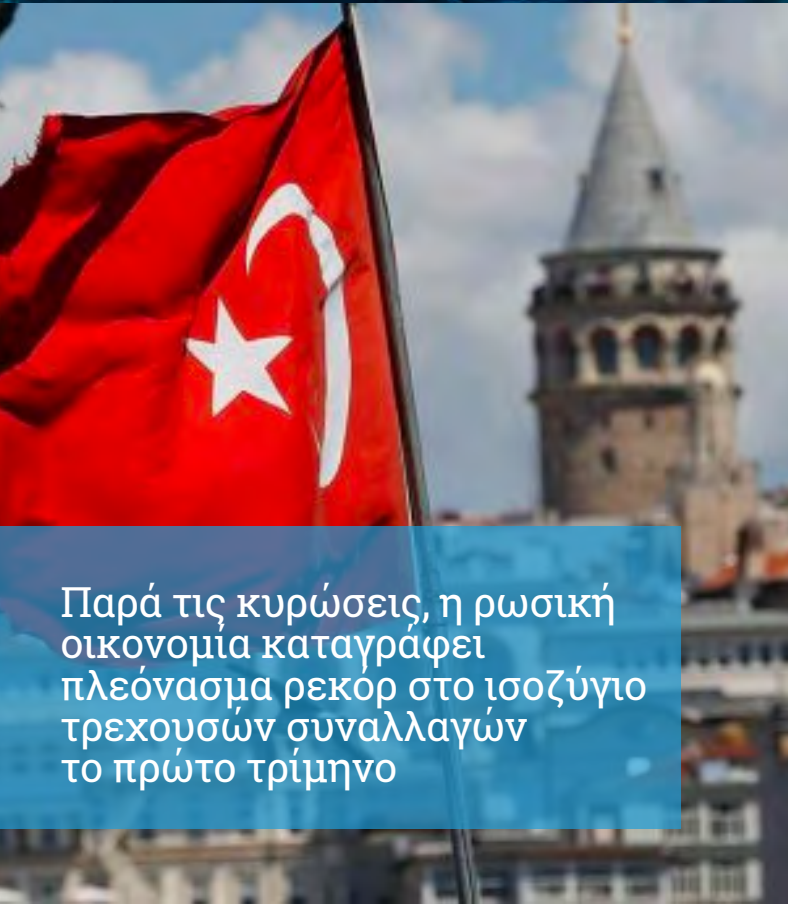 Παρά τις κυρώσεις, η ρωσική
οικονομία καταγράφει
πλεόνασμα ρεκόρ στο ισοζύγιο
τρεχουσών συναλλαγών
το πρώτο τρίμηνο